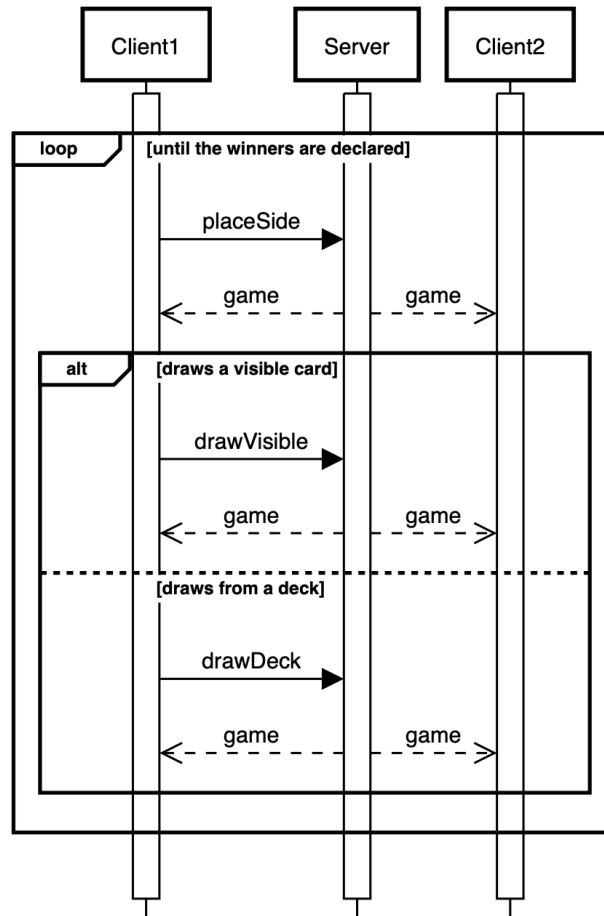 Client1 Server Client2
loop [until the winners are declared]
placeSide
game game
alt [draws a visible card]
drawVisible
game game
[draws from a deck]
drawDeck
game game